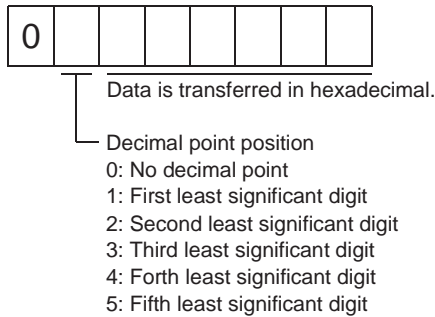 0
Data is transferred in hexadecimal.
Decimal point position
0: No decimal point
1: First least significant digit
2: Second least significant digit
3: Third least significant digit
4: Forth least significant digit
5: Fifth least significant digit